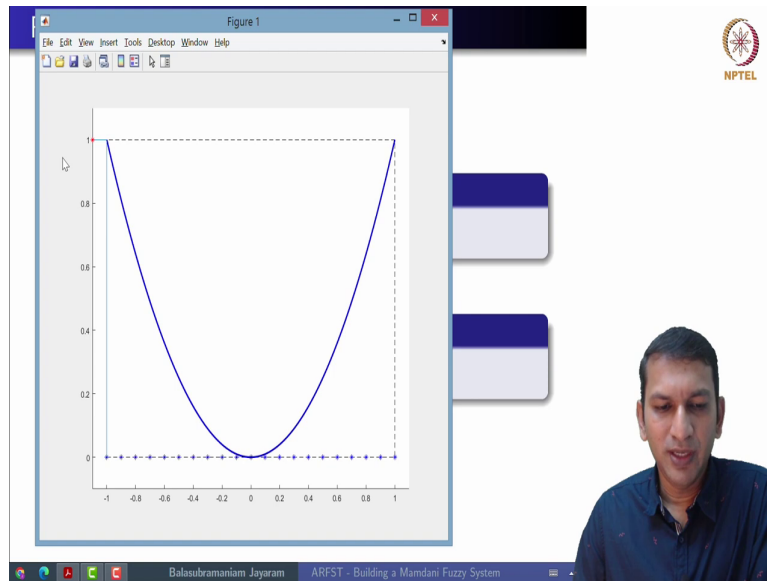 Figure 1
File Edit View Insert Tools Desktop Window Help
NPTEL
1
0.8
0.6
0.4
0.2
0
-1 -0.8 -0.6 -0.4 -0.2 0 0.2 0.4 0.6 0.8 1
Balasubramaniam Jayaram ARFST - Building a Mamdani Fuzzy System